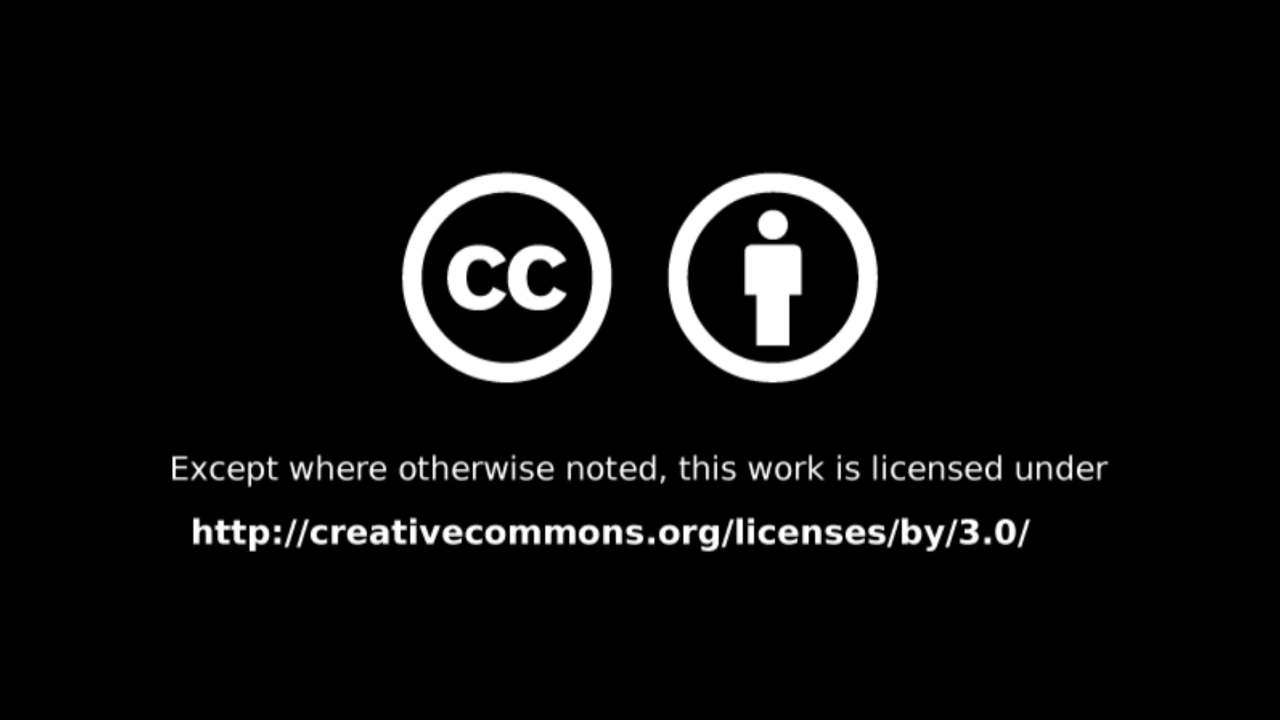 cc
Except where otherwise noted, this work is licensed under
http://creativecommons.org/licenses/by/3.0/